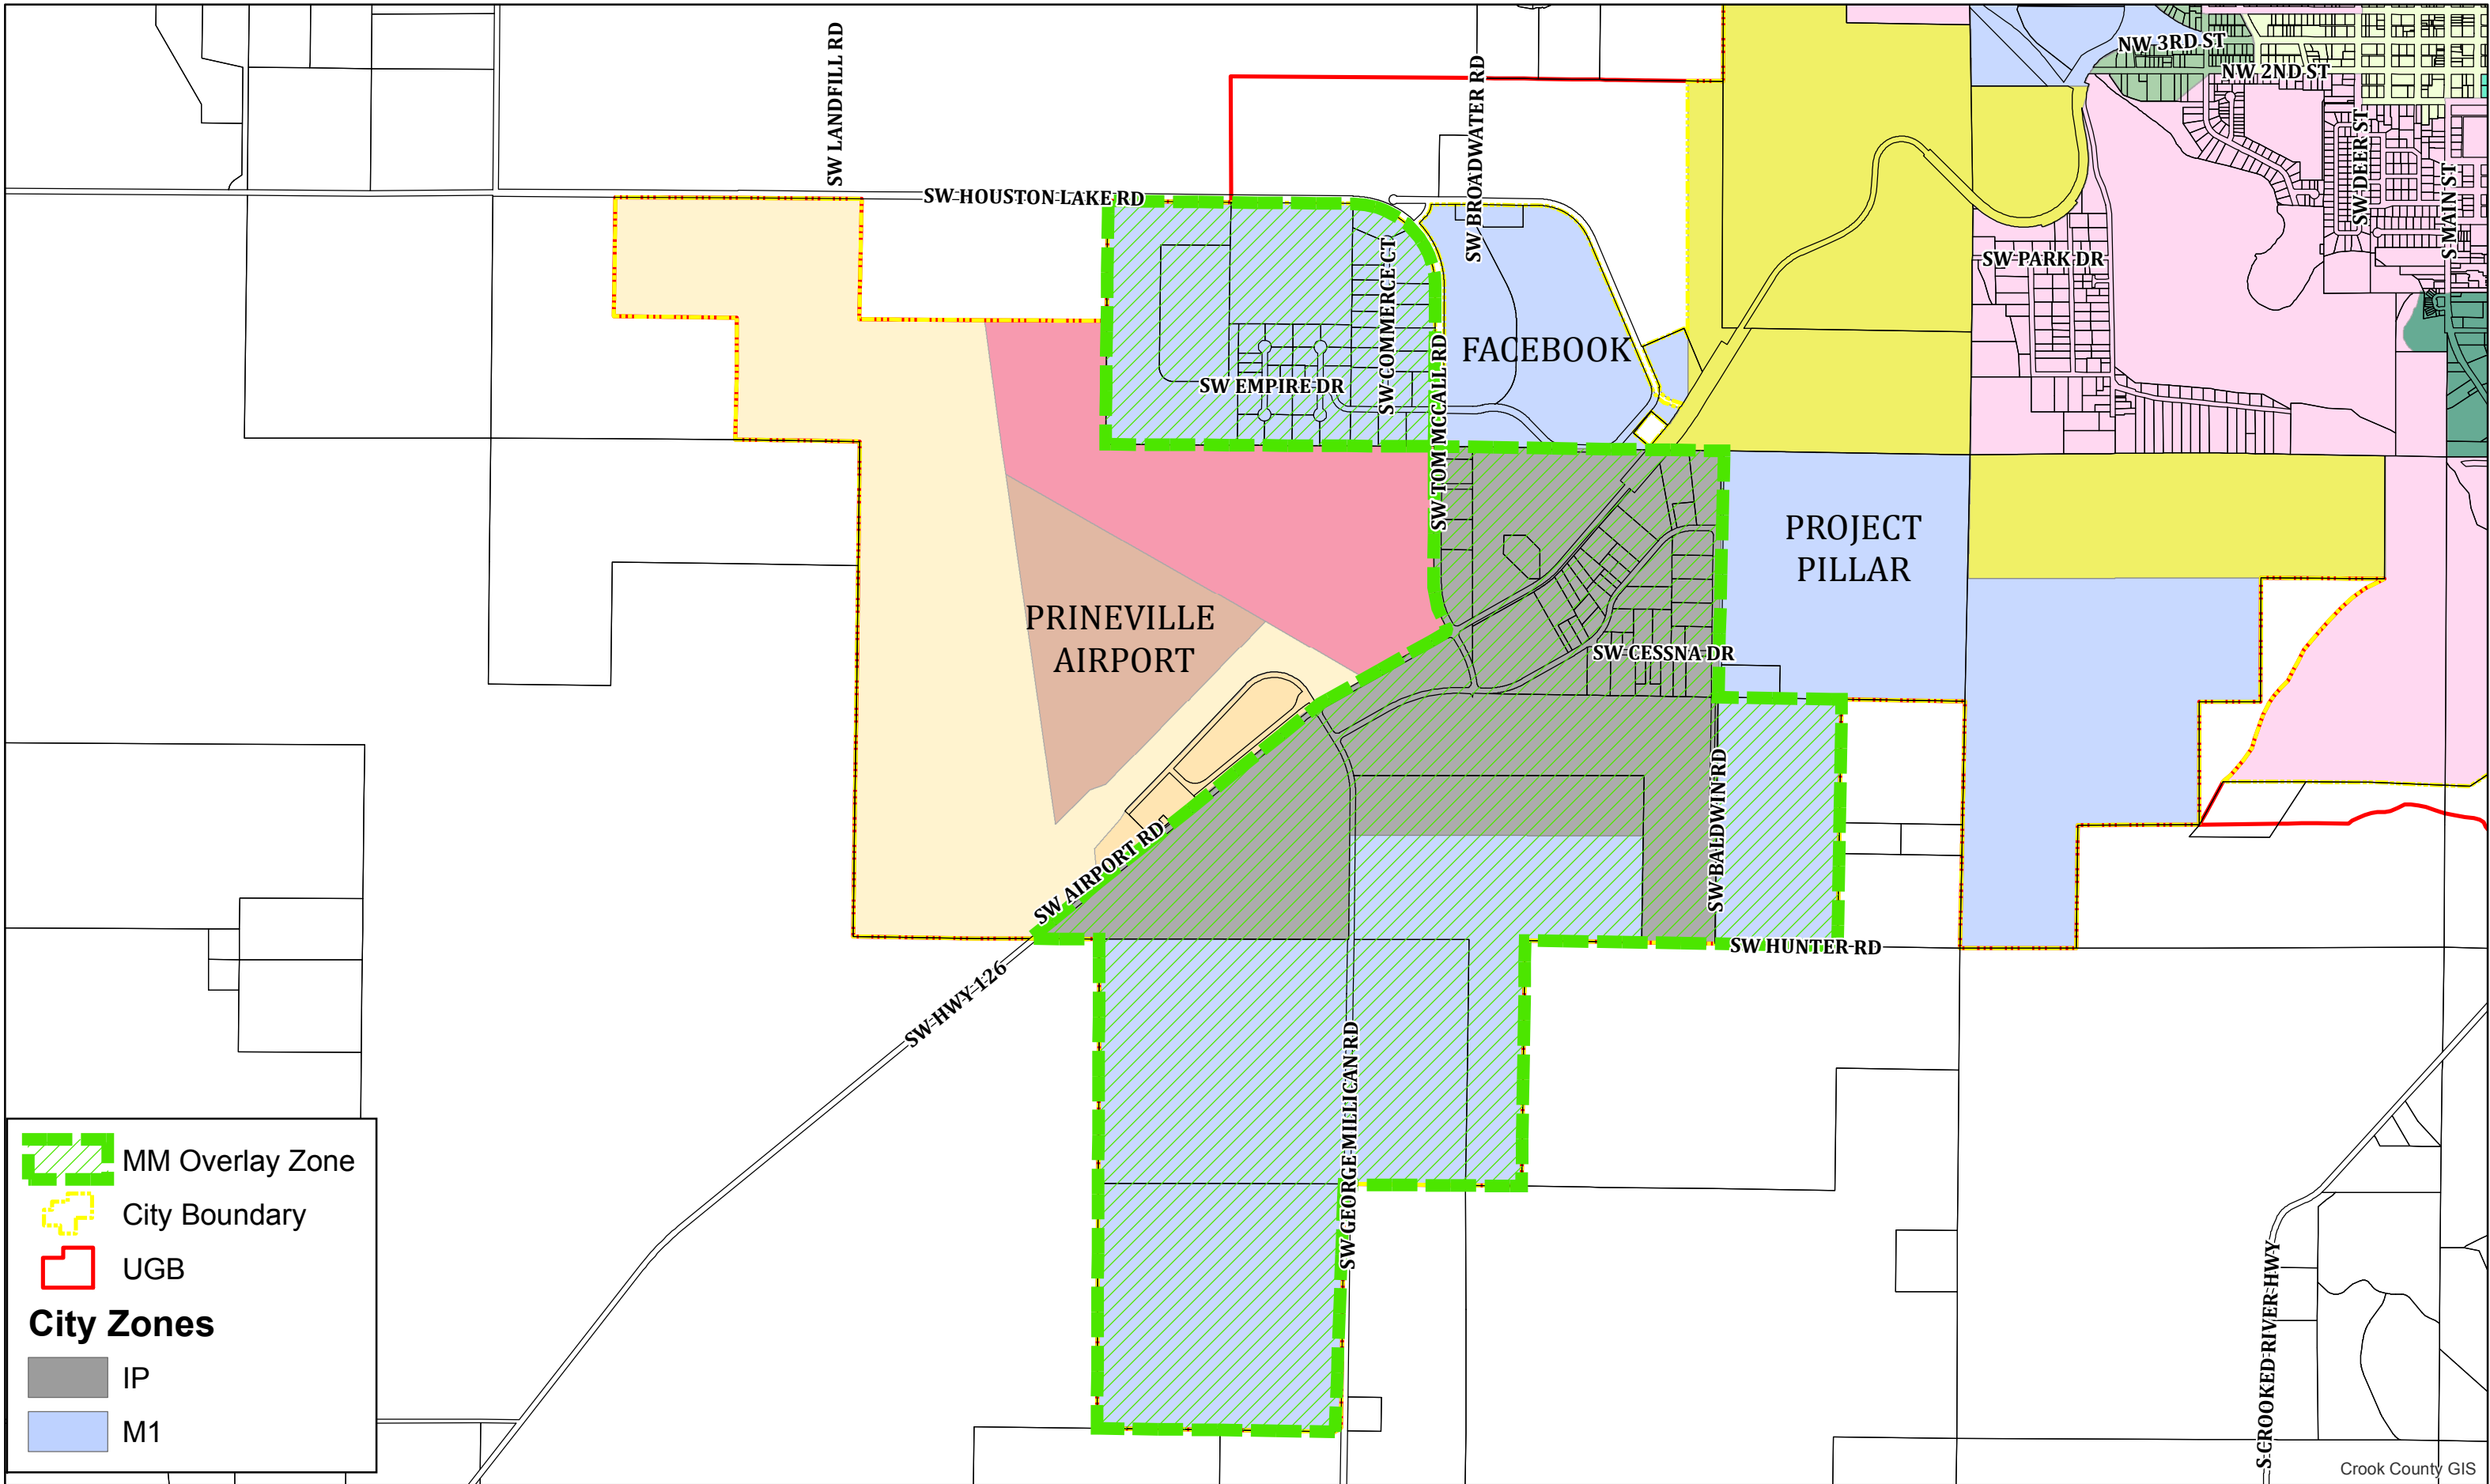 NW 3RD ST
NW 2ND ST
SW LANDFILL RD
SW BROADWATER RD
SW DEER ST
S MAIN ST
SW HOUSTON LAKE RD
SW PARK DR
SW COMMERCE CT
FACEBOOK
SW EMPIRE DR
SW TOM MCCALL RD
PROJECT
PILLAR
PRINEVILLE
AIRPORT
SW CESSNA DR
SW BALDWIN RD
SW AIRPORT RD
SW HUNTER RD
SW HWY 126
SW GEORGE MILLICAN RD
S CROOKED RIVER HWY
MM Overlay Zone
City Boundary
UGB
City Zones
IP
M1
Crook County GIS